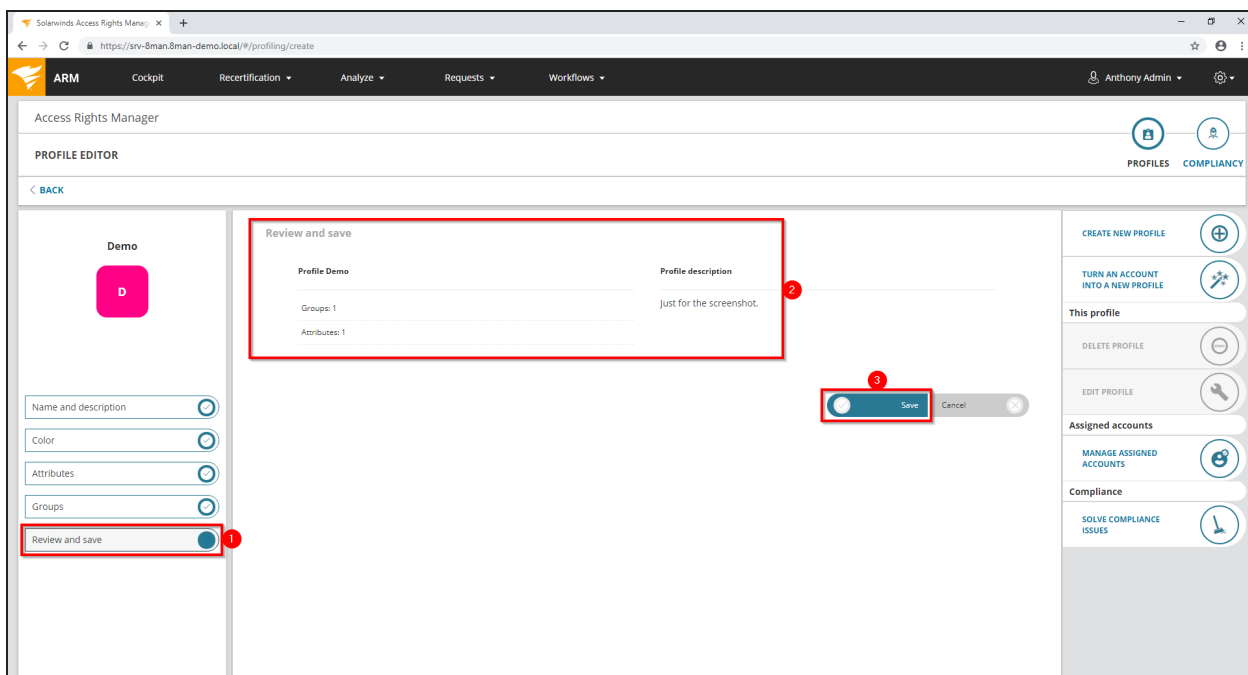 Solarwinds Access Rights Manag
https://srv-8man.8man-demo.local/#/profiling/create
ARM Cockpit Recertification Analyze Requests Workflows Anthony Admin
Access Rights Manager
PROFILE EDITOR
PROFILES COMPLIANCY
< BACK
Demo
D
Name and description
Color
Attributes
Groups
Review and save
1
Review and save
Profile Demo
Groups: 1
Attributes: 1
Profile description
Just for the screenshot.
2
3
Save Cancel
CREATE NEW PROFILE
TURN AN ACCOUNT
INTO A NEW PROFILE
This profile
DELETE PROFILE
EDIT PROFILE
Assigned accounts
MANAGE ASSIGNED
ACCOUNTS
Compliance
SOLVE COMPLIANCE
ISSUES